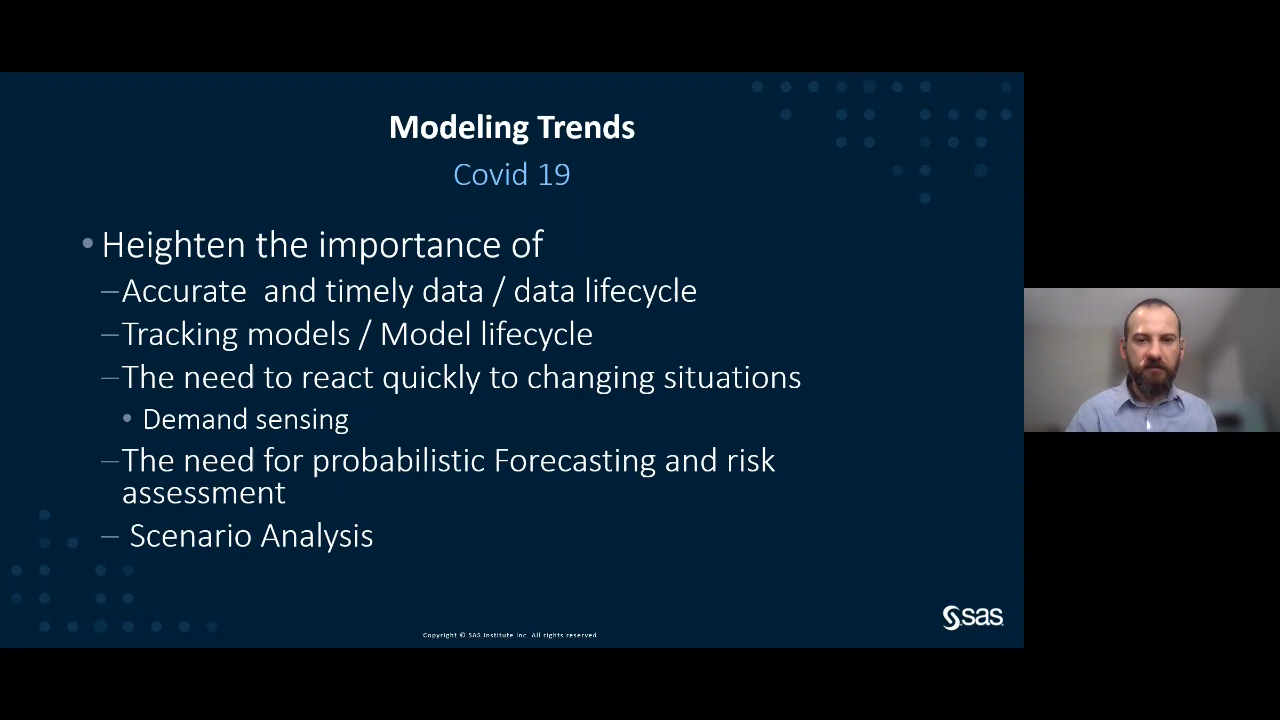 Modeling Trends
Covid 19
• Heighten the importance of
–Accurate and timely data / data lifecycle
–Tracking models / Model lifecycle
–The need to react quickly to changing situations
• Demand sensing
–The need for probabilistic Forecasting and risk
assessment
– Scenario Analysis
sas
Copyright © SAS Institute Inc. All rights reserved.